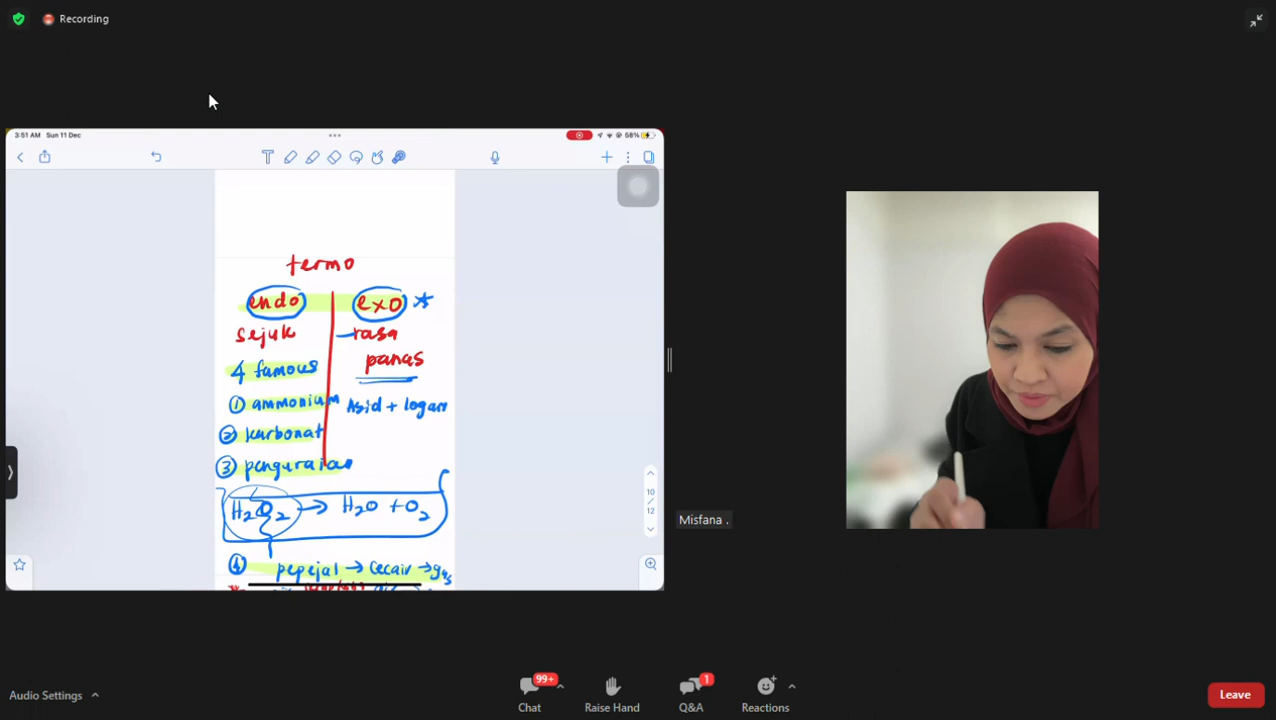 Recording
3:51 AM Sun 11 Dec
58%
T
termo
endo
exo
sejuk
rasa
panas
4 famous
① ammonium
Asid + logam
② karbonat
③ penguraian
H2O2 → H2O + O2
④ pepejal → cecair → gas
10
/
12
Misfana .
Audio Settings
99+
Chat
Raise Hand
1
Q&A
Reactions
Leave